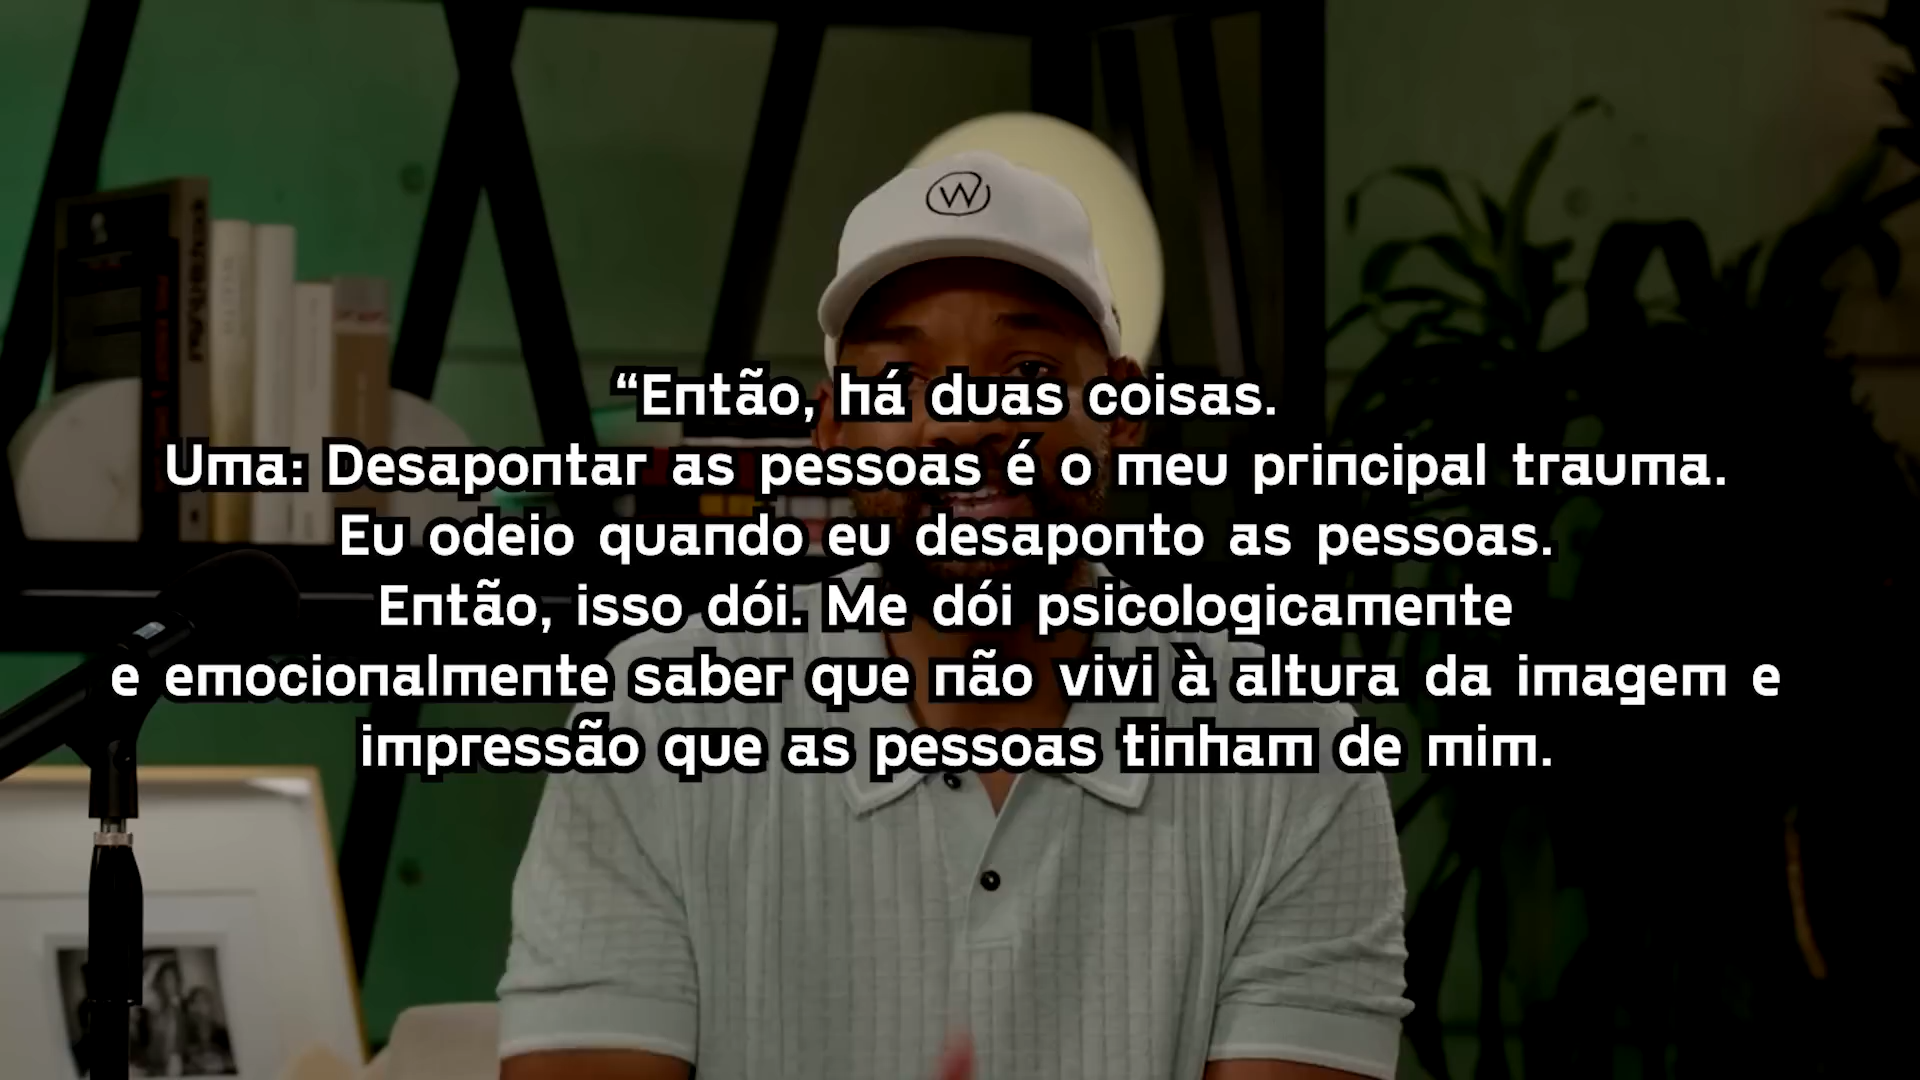 W
“Então, há duas coisas.
Uma: Desapontar as pessoas é o meu principal trauma.
Eu odeio quando eu desaponto as pessoas.
Então, isso dói. Me dói psicologicamente
e emocionalmente saber que não vivi à altura da imagem e
impressão que as pessoas tinham de mim.